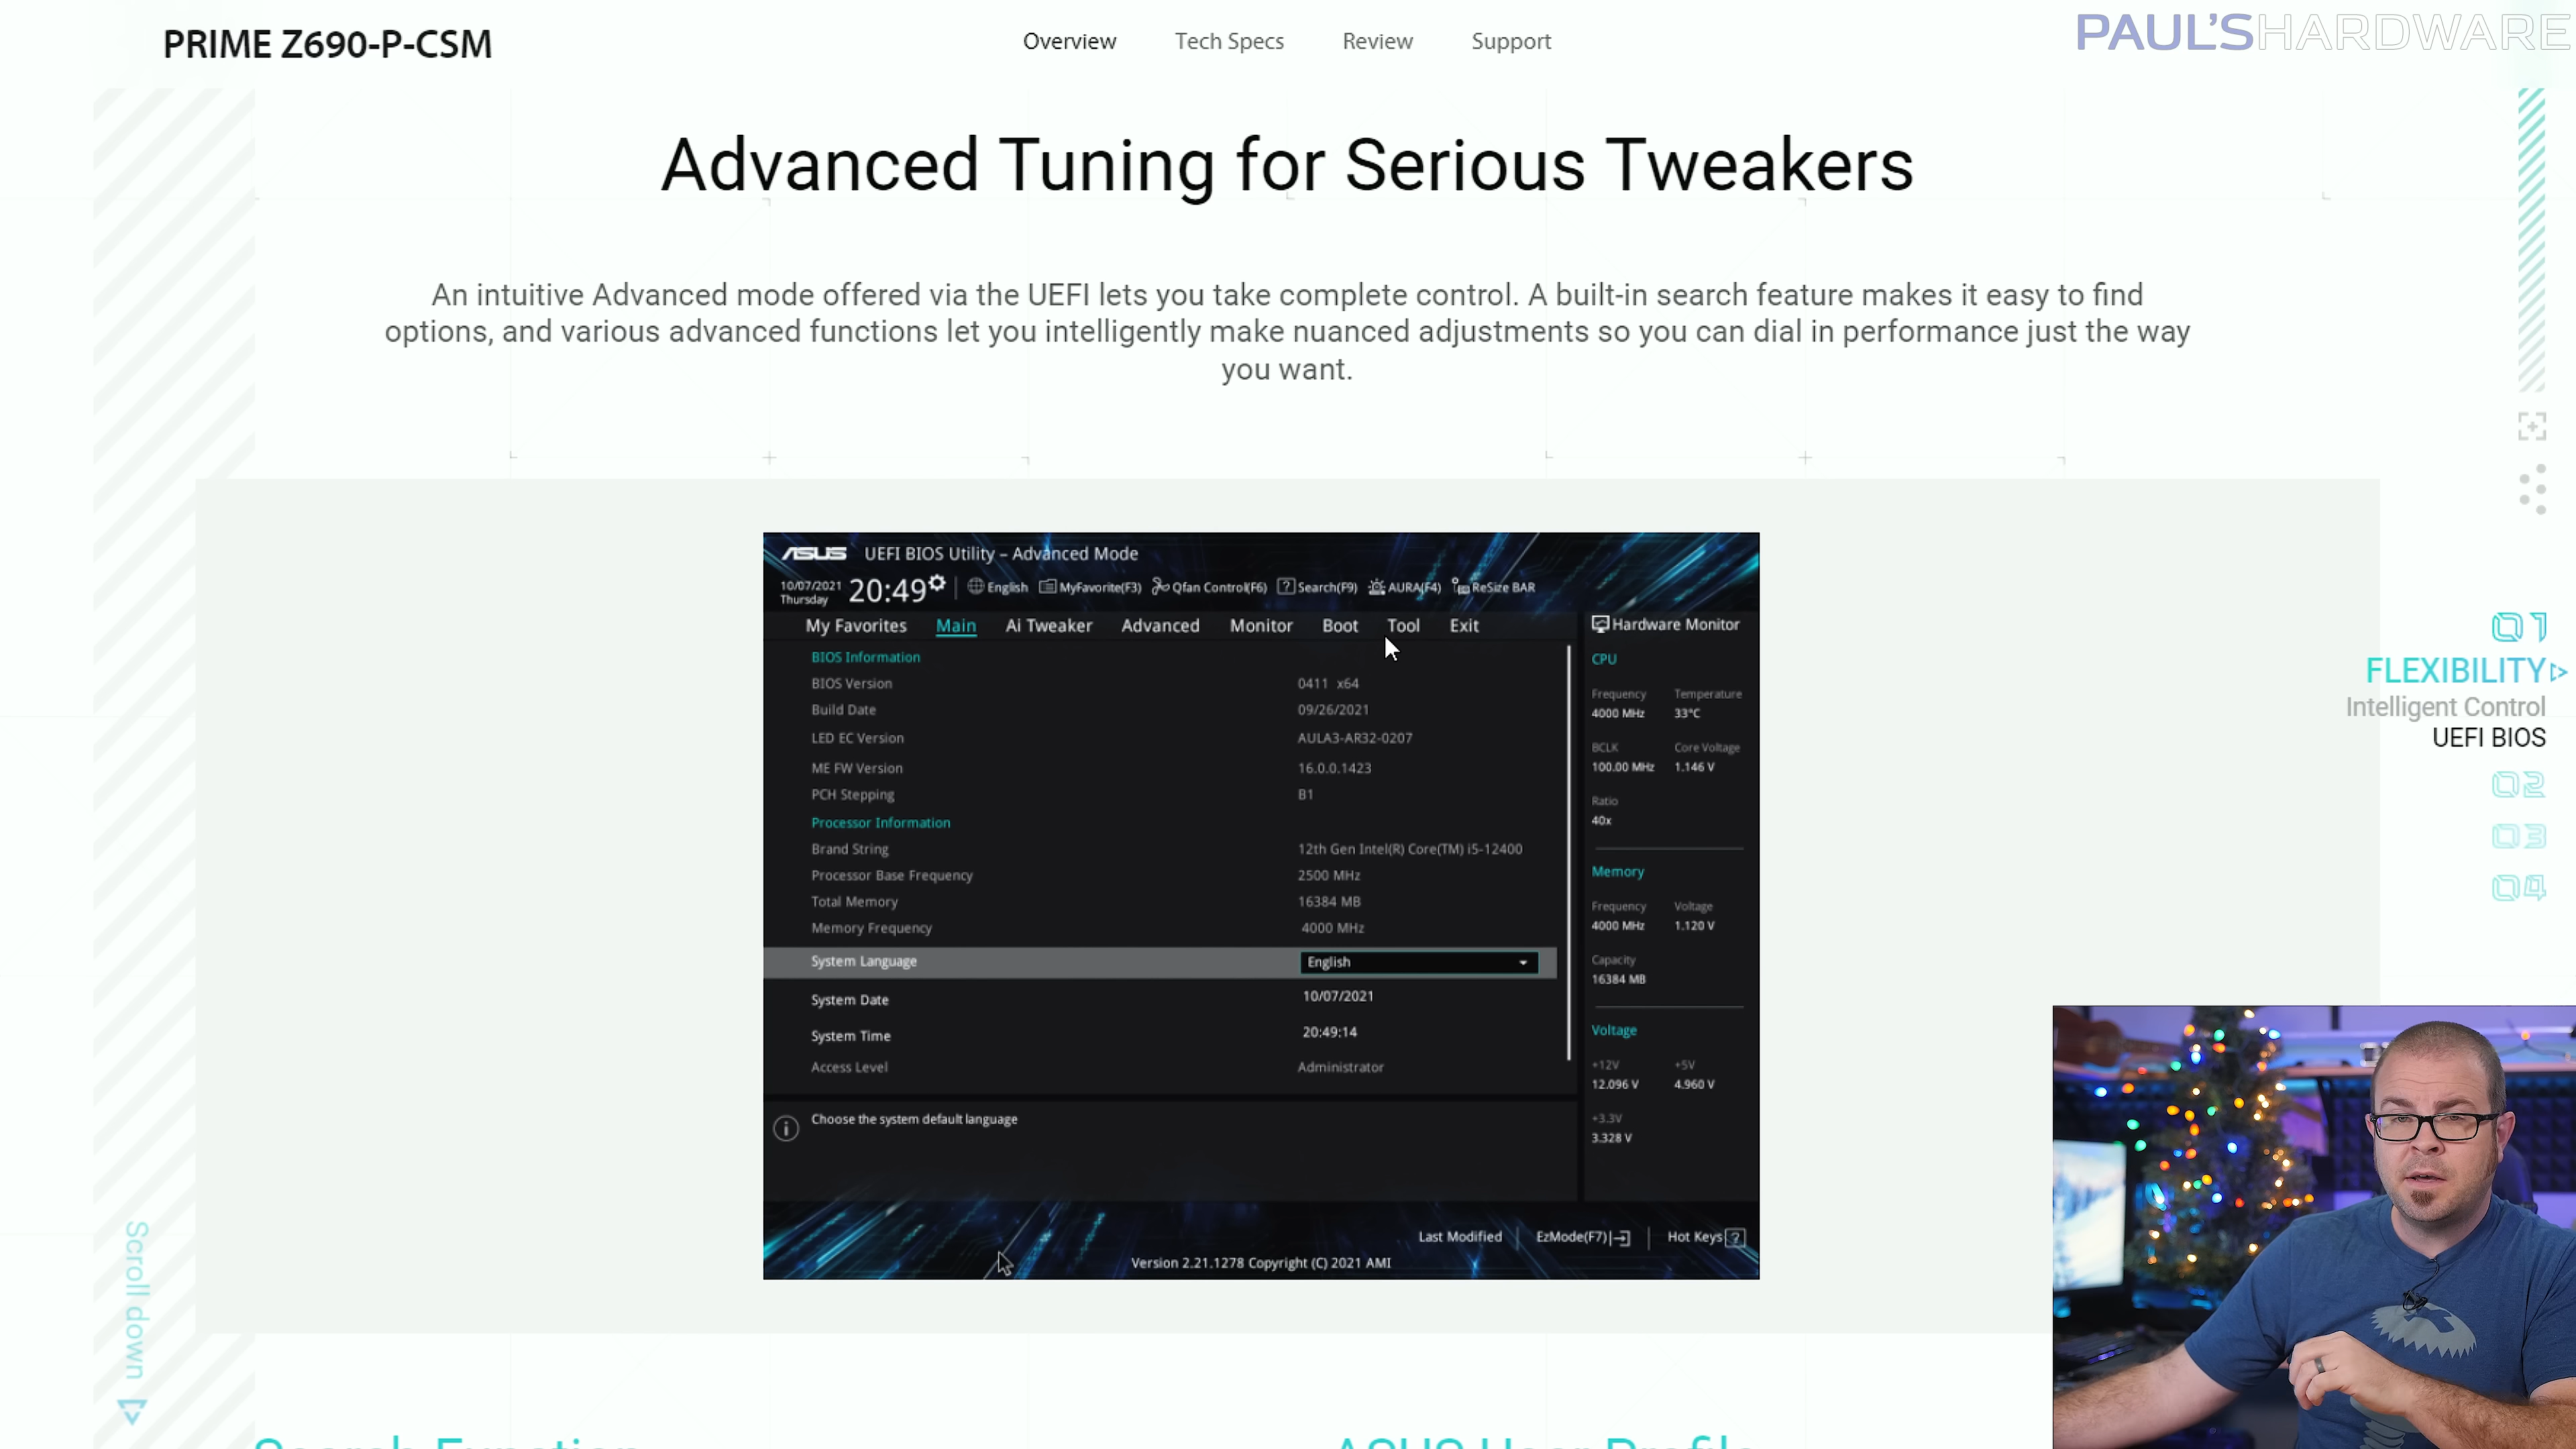 PRIME Z690-P-CSM
Overview Tech Specs Review Support
PAUL'SHARDWARE
Advanced Tuning for Serious Tweakers
An intuitive Advanced mode offered via the UEFI lets you take complete control. A built-in search feature makes it easy to find
options, and various advanced functions let you intelligently make nuanced adjustments so you can dial in performance just the way
you want.
ASUS UEFI BIOS Utility – Advanced Mode
10/07/2021
Thursday
20:49
English MyFavorite(F3) Qfan Control(F6) Search(F9) AURA(F4) ReSize BAR
My Favorites Main Ai Tweaker Advanced Monitor Boot Tool Exit
BIOS Information
BIOS Version 0411 x64
Build Date 09/26/2021
LED EC Version AULA3-AR32-0207
ME FW Version 16.0.0.1423
PCH Stepping B1
Processor Information
Brand String 12th Gen Intel(R) Core(TM) i5-12400
Processor Base Frequency 2500 MHz
Total Memory 16384 MB
Memory Frequency 4000 MHz
System Language English
System Date 10/07/2021
System Time 20:49:14
Access Level Administrator
Choose the system default language
Hardware Monitor
CPU
Frequency Temperature
4000 MHz 33°C
BCLK Core Voltage
100.00 MHz 1.146 V
Ratio
40x
Memory
Frequency Voltage
4000 MHz 1.120 V
Capacity
16384 MB
Voltage
+12V +5V
12.096 V 4.960 V
+3.3V
3.328 V
Last Modified EzMode(F7) Hot Keys ?
Version 2.21.1278 Copyright (C) 2021 AMI
01
FLEXIBILITY
Intelligent Control
UEFI BIOS
02
03
04
Scroll down
Search Function ASUS User Profile